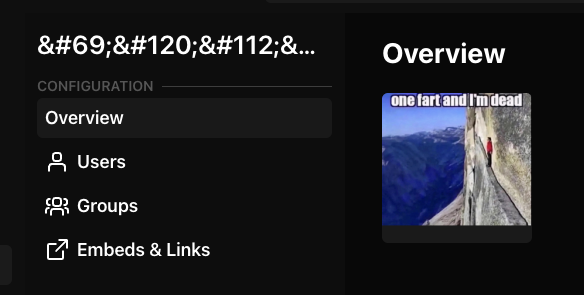 &#69;&#120;&#112;&...
CONFIGURATION
Overview
Users
Groups
Embeds & Links
Overview
one fart and I'm dead